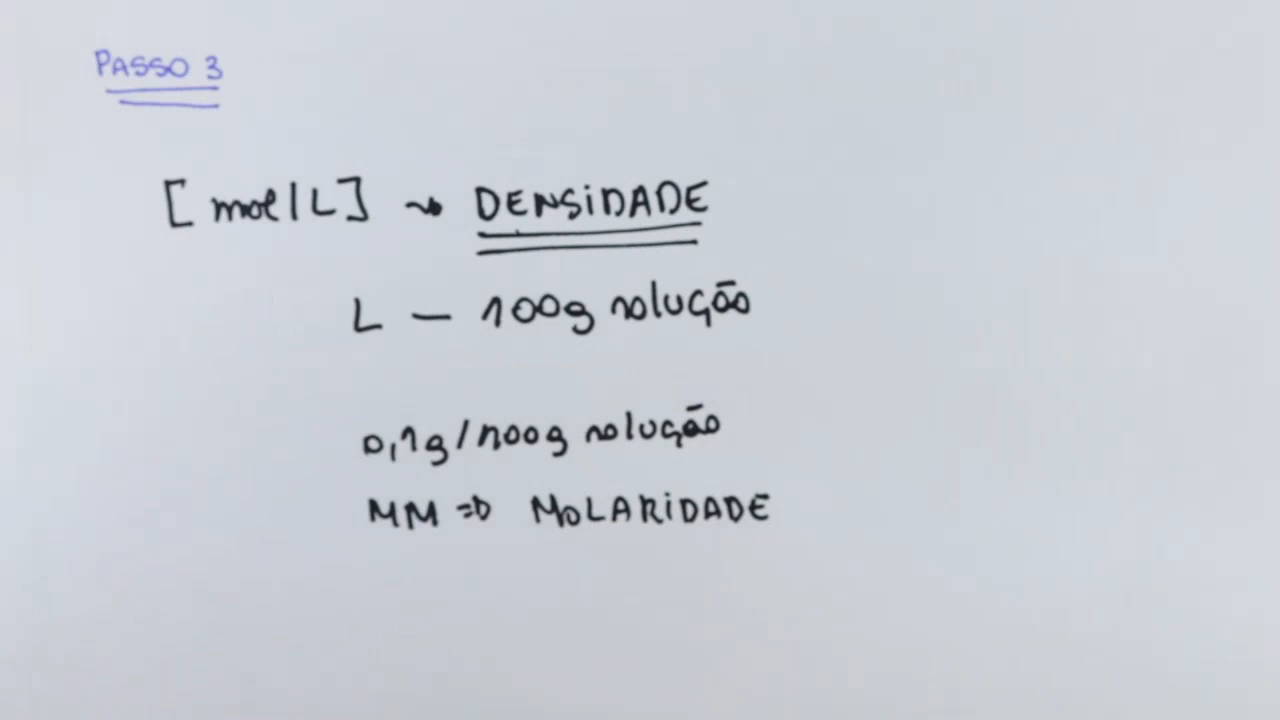 PASSO 3
[mol/L] ⇝ DENSIDADE
L — 100g solução
0,1g/100g solução
MM ⇒ MOLARIDADE